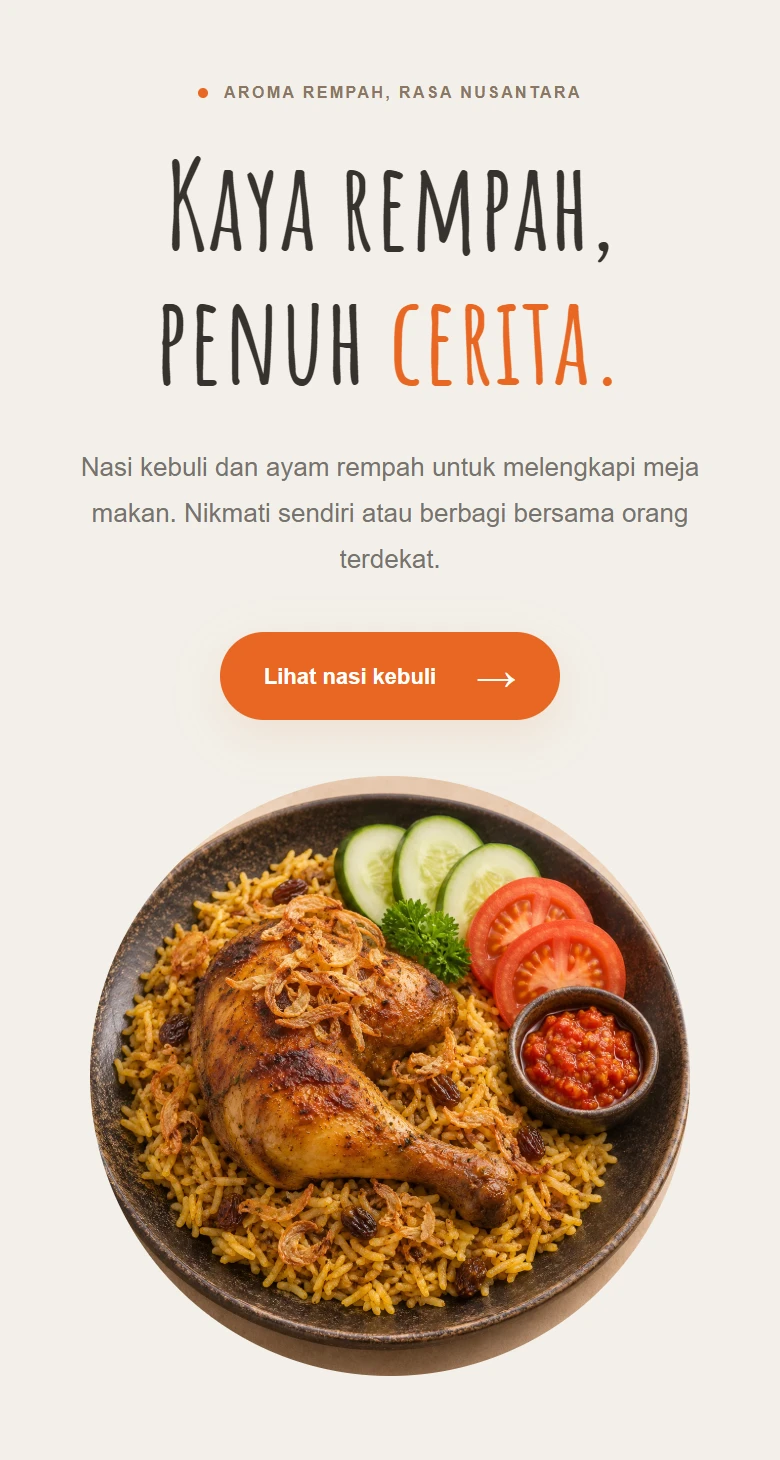 AROMA REMPAH, RASA NUSANTARA
KAYA REMPAH,
PENUH CERITA.
Nasi kebuli dan ayam rempah untuk melengkapi meja
makan. Nikmati sendiri atau berbagi bersama orang
terdekat.
Lihat nasi kebuli →